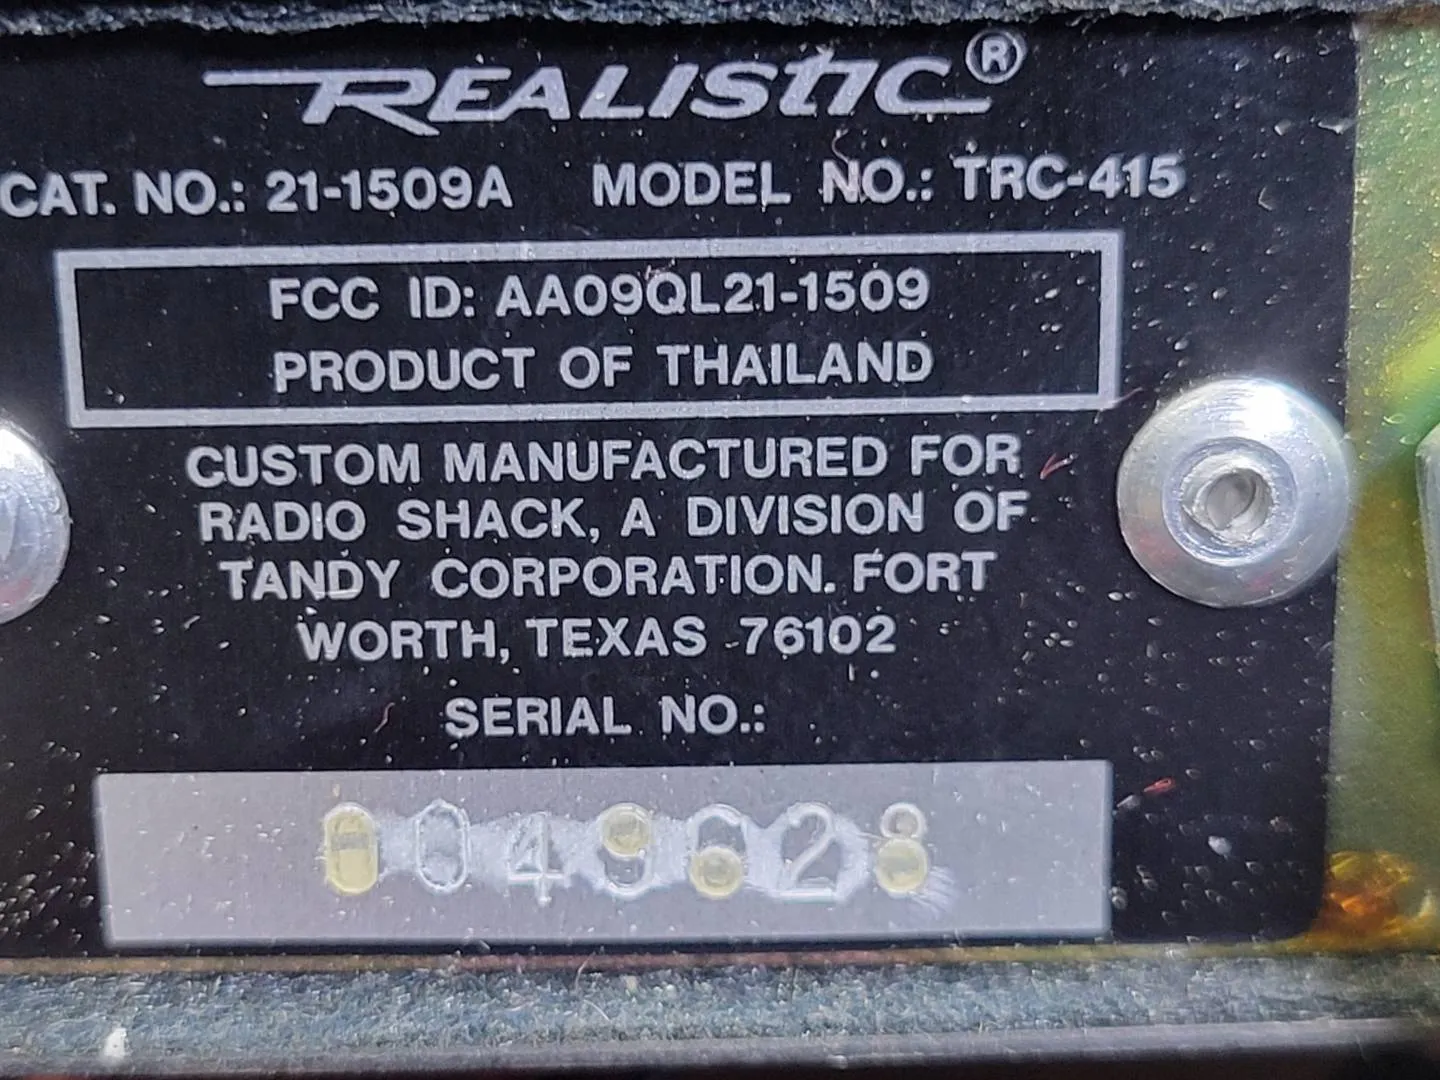 REALISTIC®
CAT. NO.: 21-1509A MODEL NO.: TRC-415
FCC ID: AAO9QL21-1509
PRODUCT OF THAILAND
CUSTOM MANUFACTURED FOR
RADIO SHACK, A DIVISION OF
TANDY CORPORATION. FORT
WORTH, TEXAS 76102
SERIAL NO.:
0049628